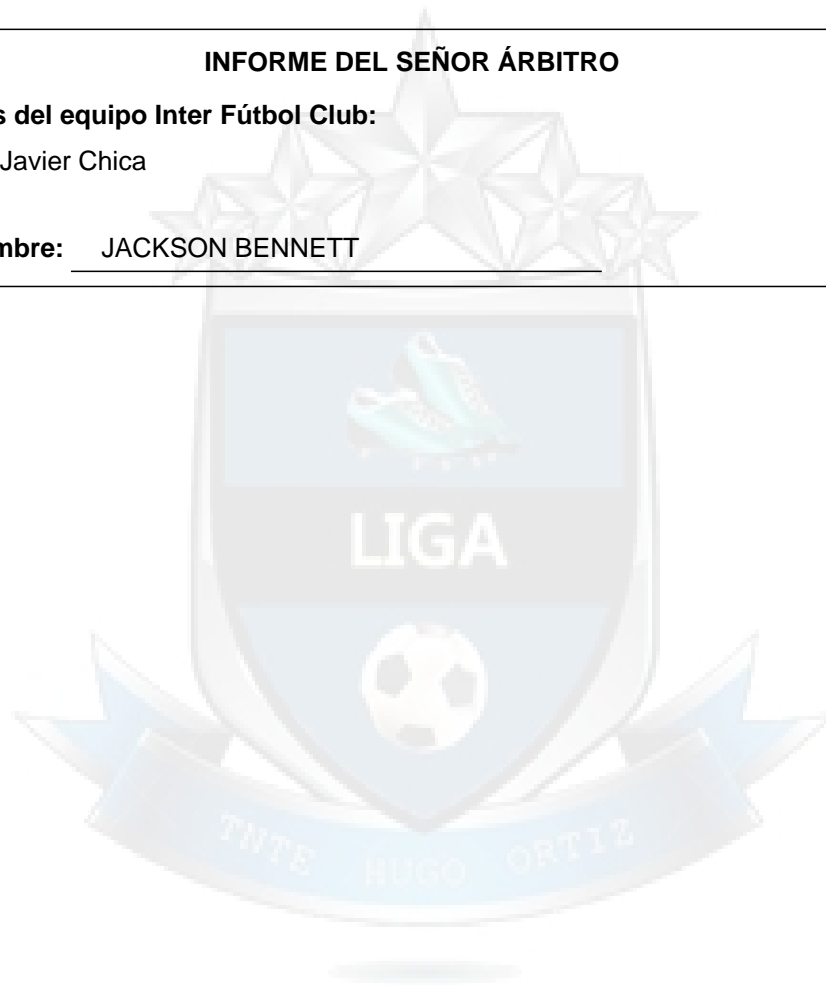 INFORME DEL SEÑOR ÁRBITRO
s del equipo Inter Fútbol Club:
Javier Chica
mbre: JACKSON BENNETT
LIGA
TNTE HUGO ORTIZ